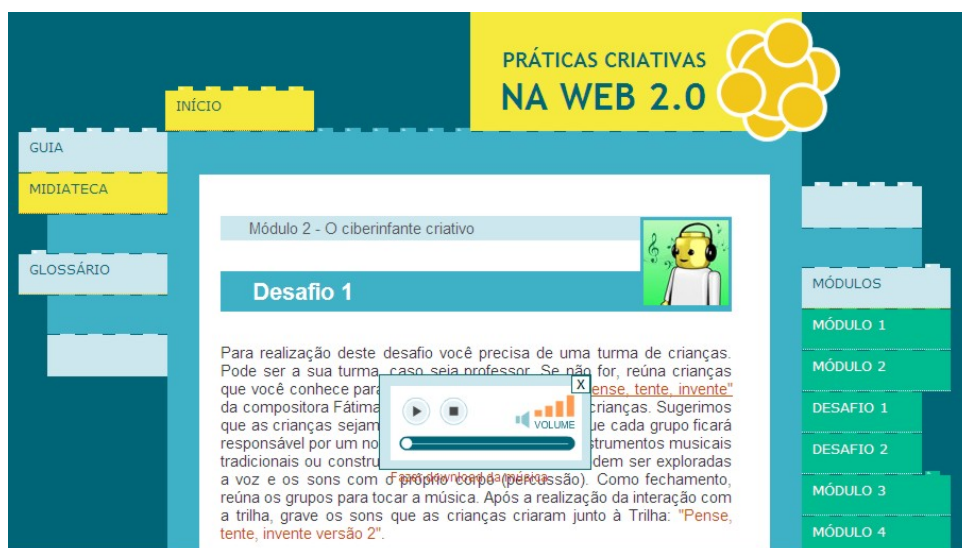 PRÁTICAS CRIATIVAS
NA WEB 2.0
INÍCIO
GUIA
MIDIATECA
GLOSSÁRIO
Módulo 2 - O ciberinfante criativo
Desafio 1
Para realização deste desafio você precisa de uma turma de crianças.
Pode ser a sua turma, caso seja professor. Se não for, reúna crianças
que você conhece para ense, tente, invente"
da compositora Fátima crianças. Sugerimos
que as crianças sejam ue cada grupo ficará
responsável por um no strumentos musicais
tradicionais ou constru dem ser exploradas
a voz e os sons com o próprio corpo (percussão). Como fechamento,
reúna os grupos para tocar a música. Após a realização da interação com
a trilha, grave os sons que as crianças criaram junto à Trilha: "Pense,
tente, invente versão 2".
X
VOLUME
Fazer download da música
MÓDULOS
MÓDULO 1
MÓDULO 2
DESAFIO 1
DESAFIO 2
MÓDULO 3
MÓDULO 4